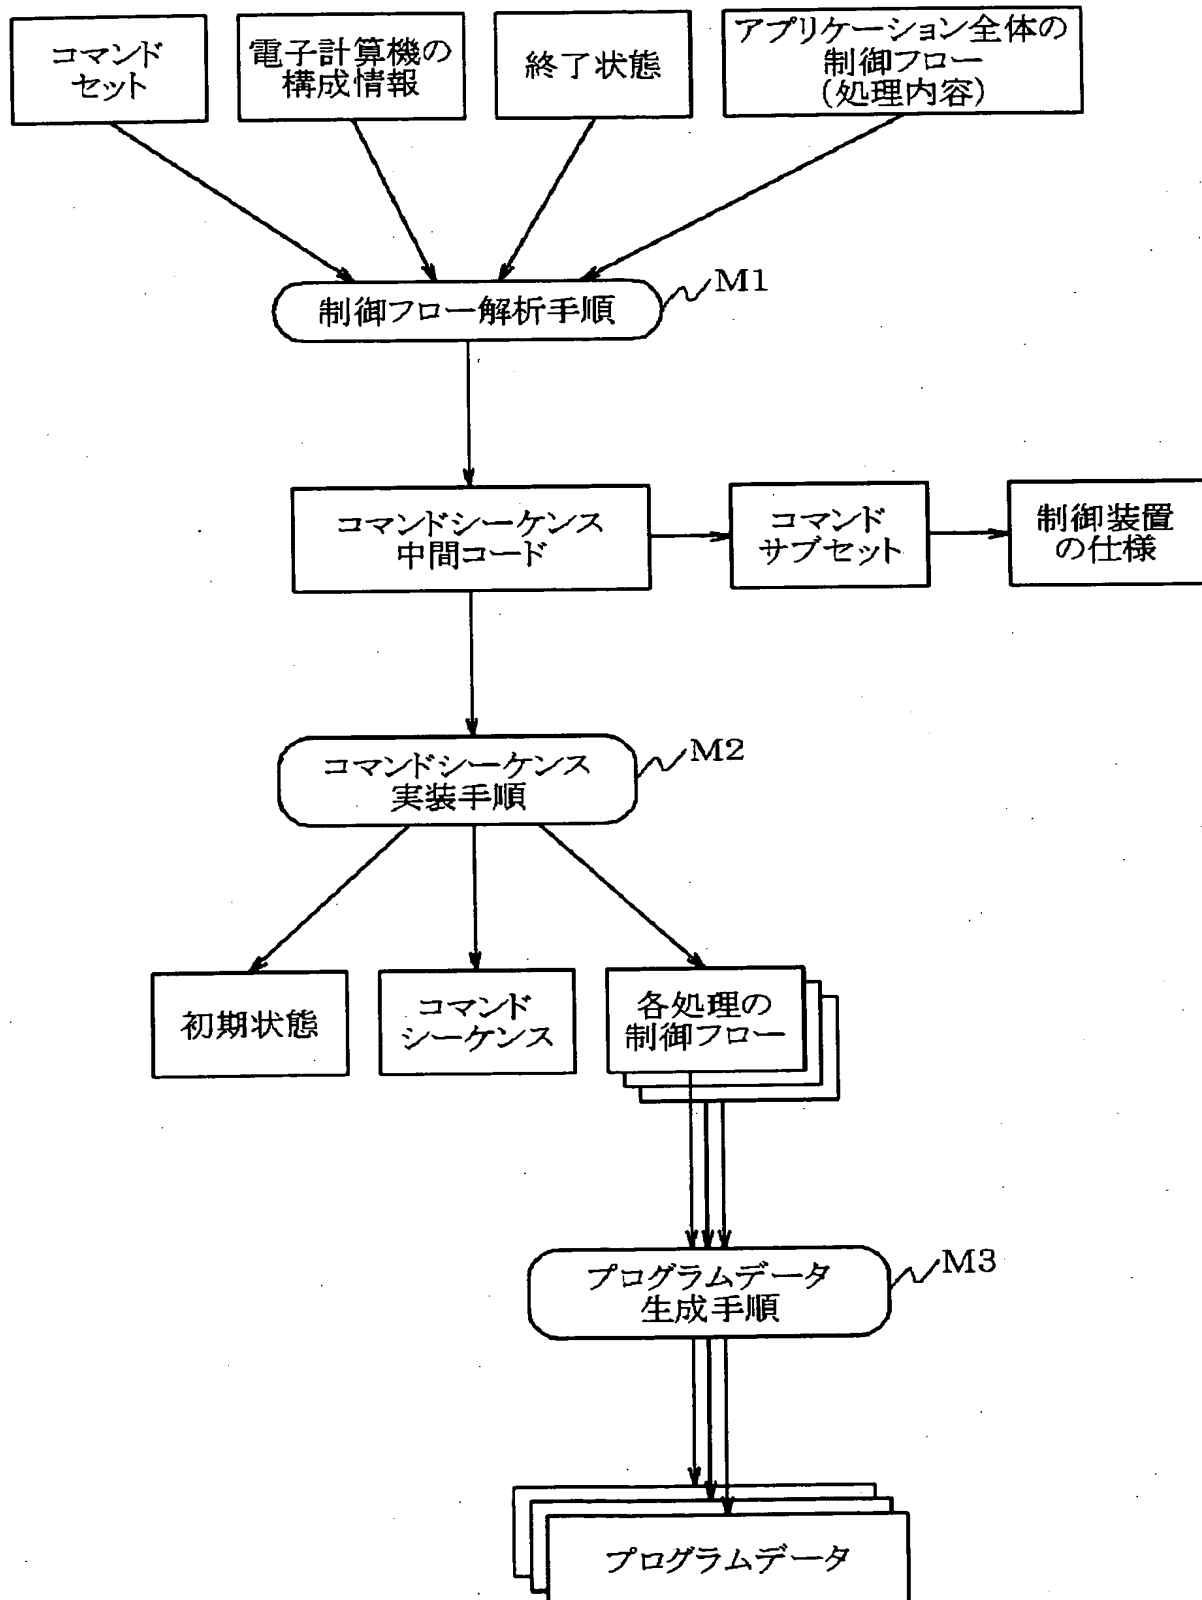 コマンド
セット
電子計算機の
構成情報
終了状態
アプリケーション全体の
制御フロー
(処理内容)
制御フロー解析手順
M1
コマンドシーケンス
中間コード
コマンド
サブセット
制御装置
の仕様
コマンドシーケンス
実装手順
M2
初期状態
コマンド
シーケンス
各処理の
制御フロー
プログラムデータ
生成手順
M3
プログラムデータ